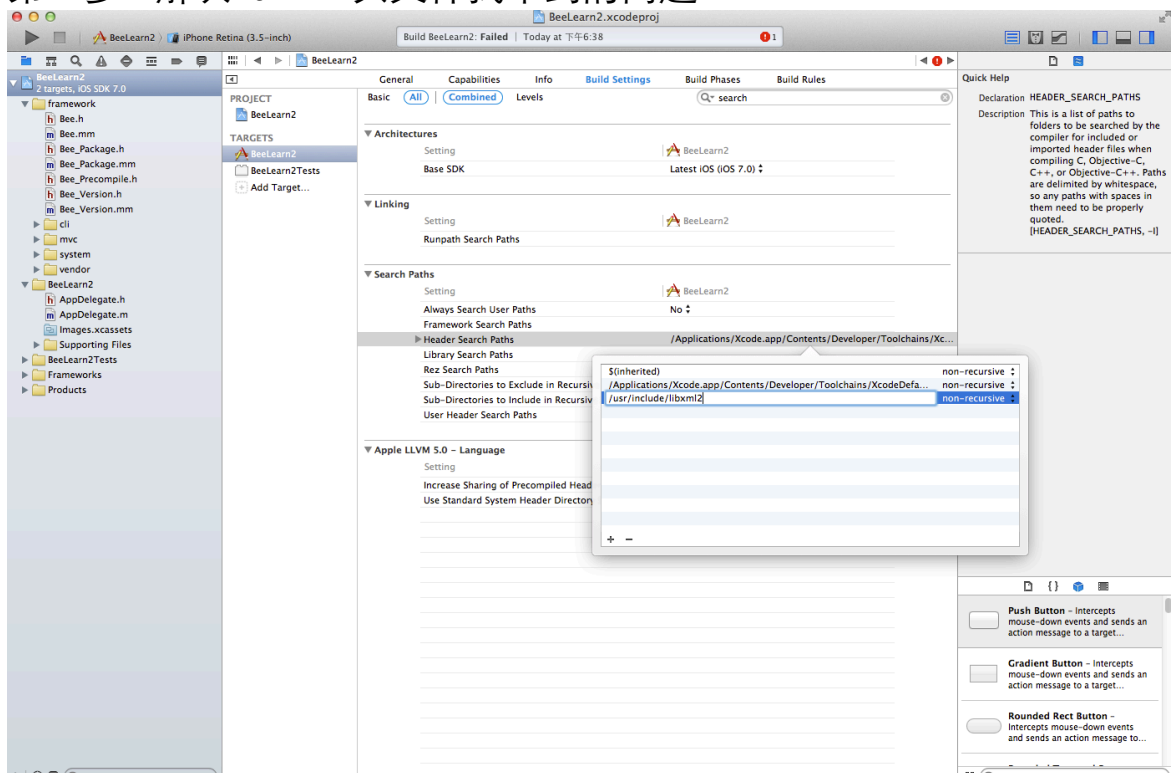 BeeLearn2.xcodeproj
BeeLearn2
iPhone Retina (3.5-inch)
Build BeeLearn2: Failed
Today at 下午6:38
1
BeeLearn2
2 targets, iOS SDK 7.0
framework
Bee.h
Bee.mm
Bee_Package.h
Bee_Package.mm
Bee_Precompile.h
Bee_Version.h
Bee_Version.mm
cli
mvc
system
vendor
BeeLearn2
AppDelegate.h
AppDelegate.m
Images.xcassets
Supporting Files
BeeLearn2Tests
Frameworks
Products
BeeLearn2
General Capabilities Info Build Settings Build Phases Build Rules
PROJECT
BeeLearn2
TARGETS
BeeLearn2
BeeLearn2Tests
Add Target...
Basic All Combined Levels
search
Architectures
Setting BeeLearn2
Base SDK Latest iOS (iOS 7.0)
Linking
Setting BeeLearn2
Runpath Search Paths
Search Paths
Setting BeeLearn2
Always Search User Paths No
Framework Search Paths
Header Search Paths /Applications/Xcode.app/Contents/Developer/Toolchains/Xc...
Library Search Paths
Rez Search Paths
Sub-Directories to Exclude in Recursiv
Sub-Directories to Include in Recursiv
User Header Search Paths
Apple LLVM 5.0 - Language
Setting
Increase Sharing of Precompiled Head
Use Standard System Header Directory
$(inherited) non-recursive
/Applications/Xcode.app/Contents/Developer/Toolchains/XcodeDefa... non-recursive
/usr/include/libxml2 non-recursive
Quick Help
Declaration HEADER_SEARCH_PATHS
Description This is a list of paths to
folders to be searched by the
compiler for included or
imported header files when
compiling C, Objective-C,
C++, or Objective-C++. Paths
are delimited by whitespace,
so any paths with spaces in
them need to be properly
quoted.
[HEADER_SEARCH_PATHS, -I]
Push Button - Intercepts
mouse-down events and sends an
action message to a target...
Gradient Button - Intercepts
mouse-down events and sends an
action message to a target...
Rounded Rect Button -
Intercepts mouse-down events
and sends an action message to...